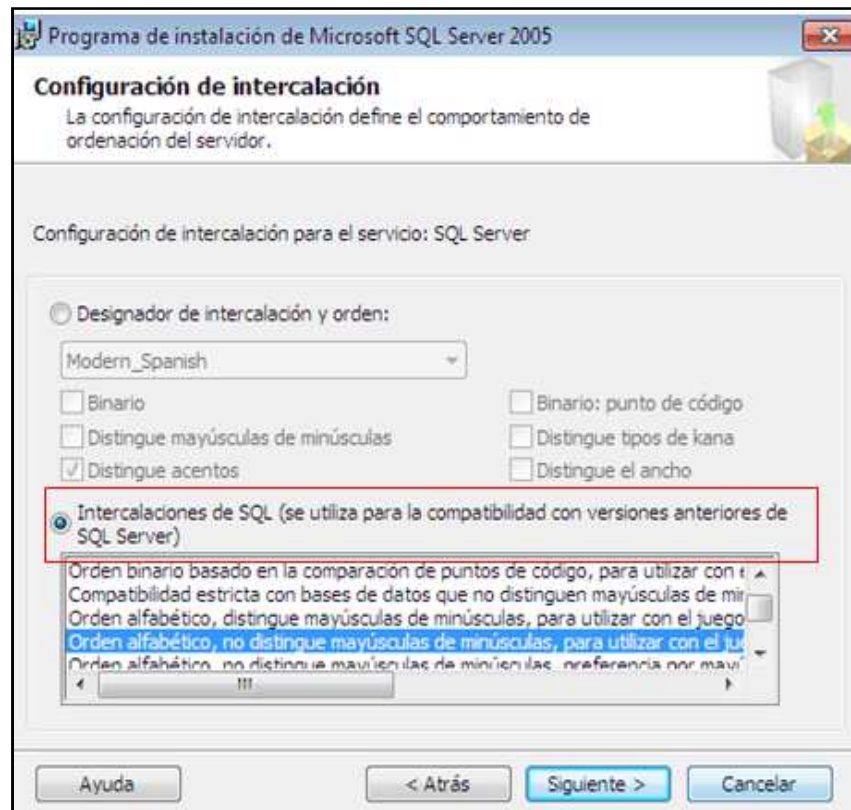 Programa de instalación de Microsoft SQL Server 2005
Configuración de intercalación
La configuración de intercalación define el comportamiento de
ordenación del servidor.
Configuración de intercalación para el servicio: SQL Server
Designador de intercalación y orden:
Modern_Spanish
Binario
Binario: punto de código
Distingue mayúsculas de minúsculas
Distingue tipos de kana
Distingue acentos
Distingue el ancho
Intercalaciones de SQL (se utiliza para la compatibilidad con versiones anteriores de
SQL Server)
Orden binario basado en la comparación de puntos de código, para utilizar con
Compatibilidad estricta con bases de datos que no distinguen mayúsculas de
Orden alfabético, distingue mayúsculas de minúsculas, para utilizar con el juego
Orden alfabético, no distingue mayúsculas de minúsculas, para utilizar con el
Orden alfabético, no distingue mayúsculas de minúsculas, preferencia por
Ayuda
< Atrás
Siguiente >
Cancelar